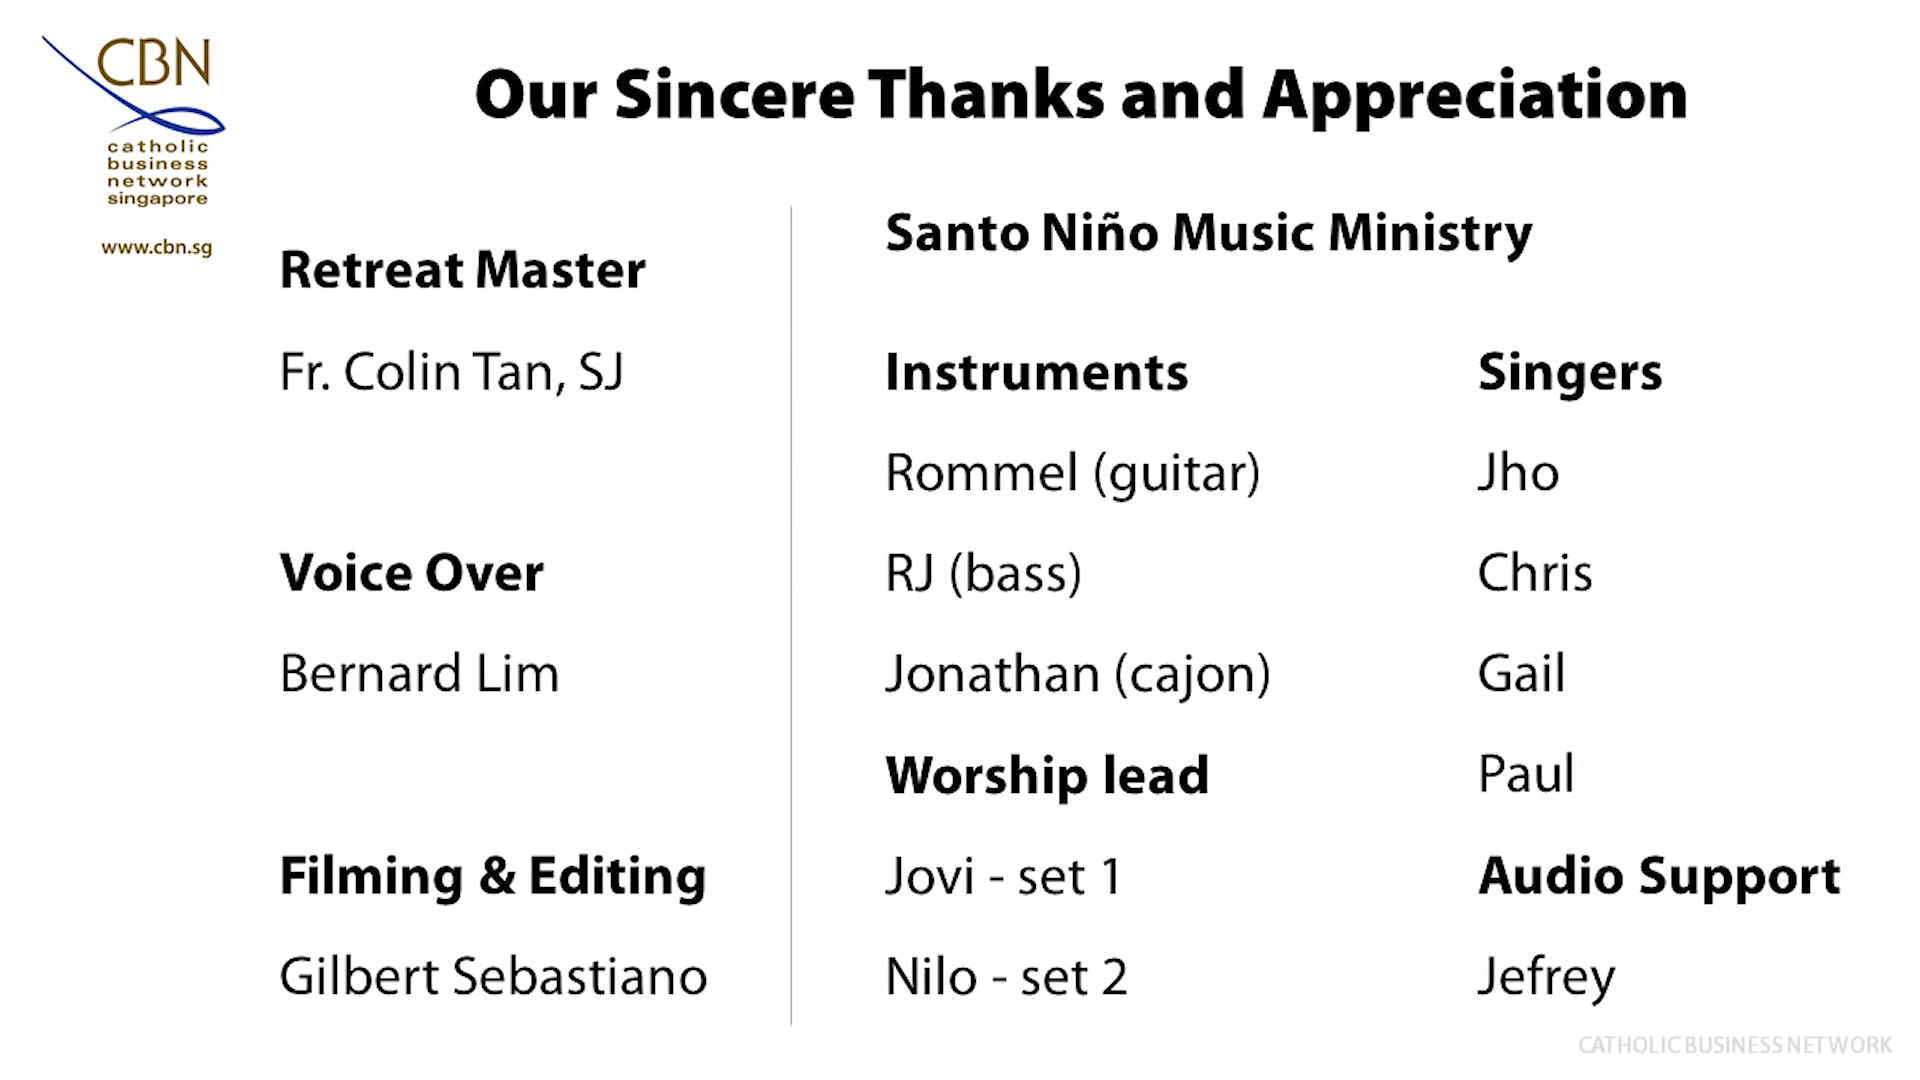 CBN
catholic
business
network
singapore
www.cbn.sg
Our Sincere Thanks and Appreciation
Retreat Master
Fr. Colin Tan, SJ
Voice Over
Bernard Lim
Filming & Editing
Gilbert Sebastiano
Santo Niño Music Ministry
Instruments
Rommel (guitar)
RJ (bass)
Jonathan (cajon)
Worship lead
Jovi - set 1
Nilo - set 2
Singers
Jho
Chris
Gail
Paul
Audio Support
Jefrey
CATHOLIC BUSINESS NETWORK